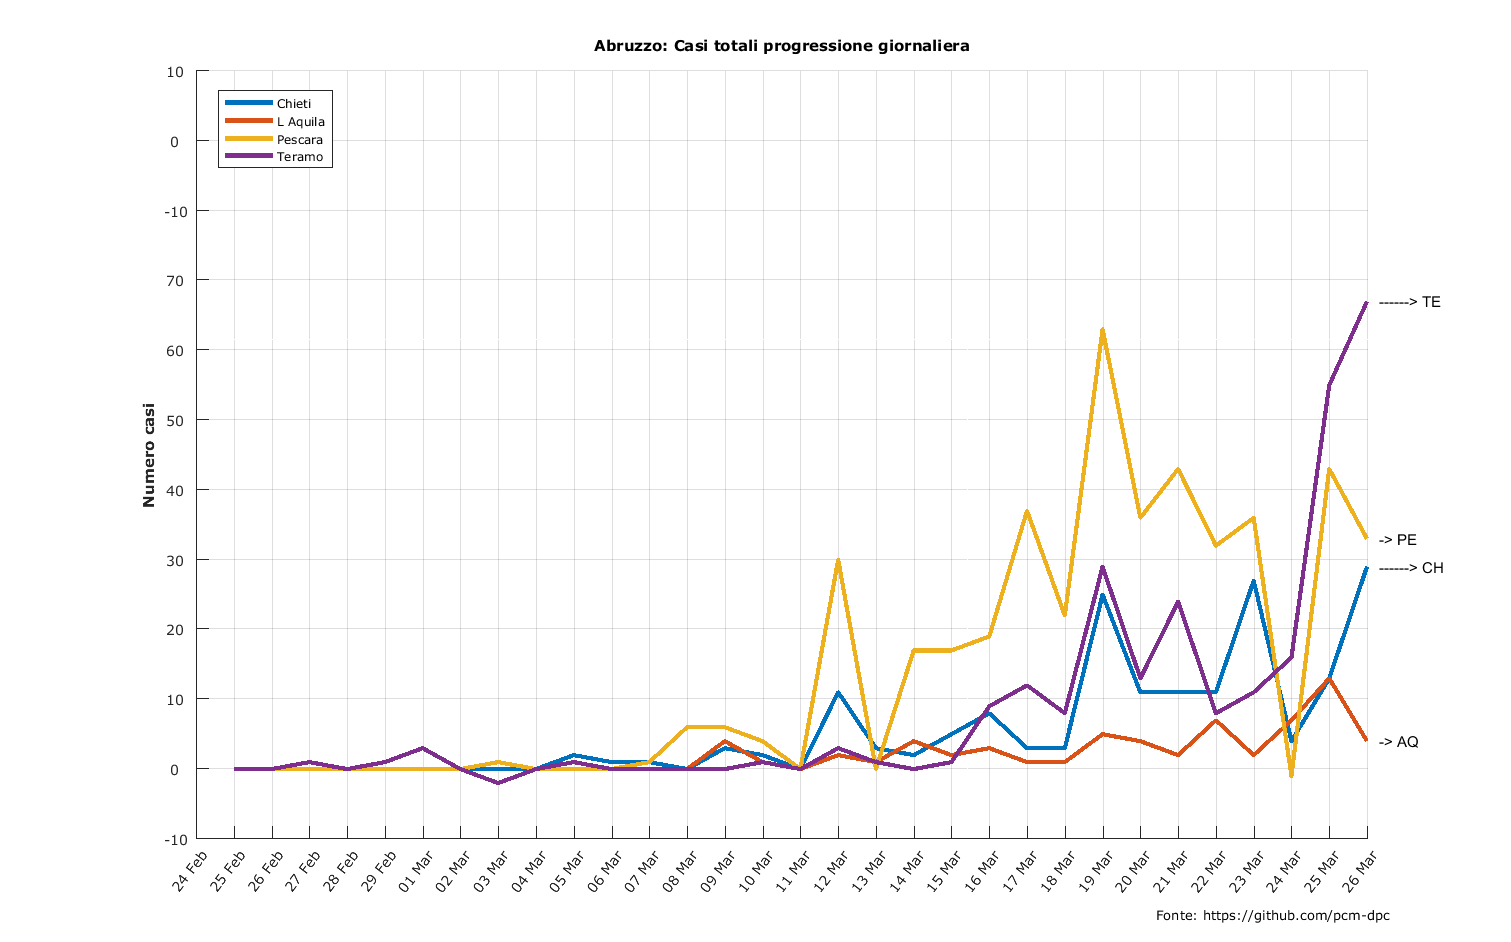 Abruzzo: Casi totali progressione giornaliera
10
0
-10
70
60
50
40
30
20
10
0
-10
Numero casi
Chieti
L Aquila
Pescara
Teramo
------> TE
-> PE
------> CH
-> AQ
24 Feb
25 Feb
26 Feb
27 Feb
28 Feb
29 Feb
01 Mar
02 Mar
03 Mar
04 Mar
05 Mar
06 Mar
07 Mar
08 Mar
09 Mar
10 Mar
11 Mar
12 Mar
13 Mar
14 Mar
15 Mar
16 Mar
17 Mar
18 Mar
19 Mar
20 Mar
21 Mar
22 Mar
23 Mar
24 Mar
25 Mar
26 Mar
Fonte: https://github.com/pcm-dpc